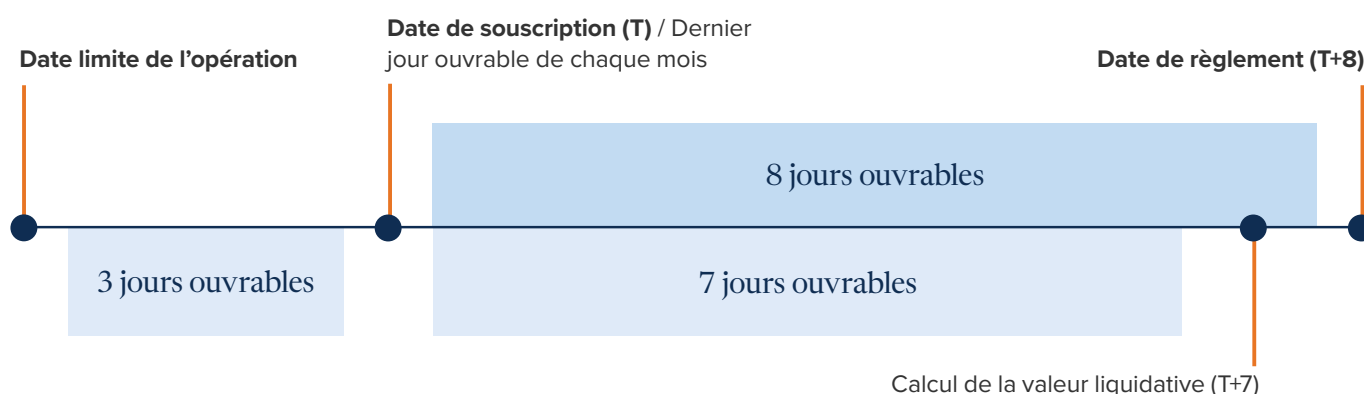 Date de souscription (T) / Dernier
jour ouvrable de chaque mois
Date limite de l’opération
Date de règlement (T+8)
8 jours ouvrables
3 jours ouvrables
7 jours ouvrables
Calcul de la valeur liquidative (T+7)